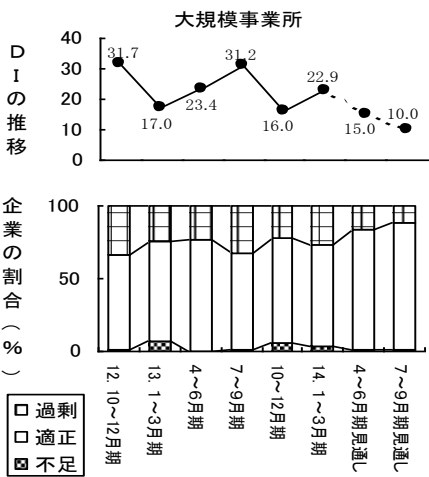 大規模事業所
DIの推移
40
30
20
10
0
31.7
17.0
23.4
31.2
16.0
22.9
15.0
10.0
企業の割合(%)
100
50
0
12. 10~12月期
13. 1~3月期
4~6月期
7~9月期
10~12月期
14. 1~3月期
4~6月期見通し
7~9月期見通し
過剰
適正
不足